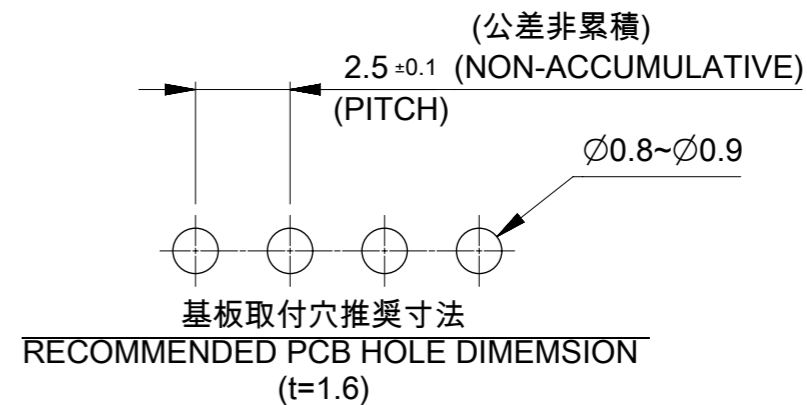 (公差非累積)
2.5 ±0.1 (NON-ACCUMULATIVE)
(PITCH)
∅0.8~∅0.9
基板取付穴推奨寸法
RECOMMENDED PCB HOLE DIMEMSION
(t=1.6)